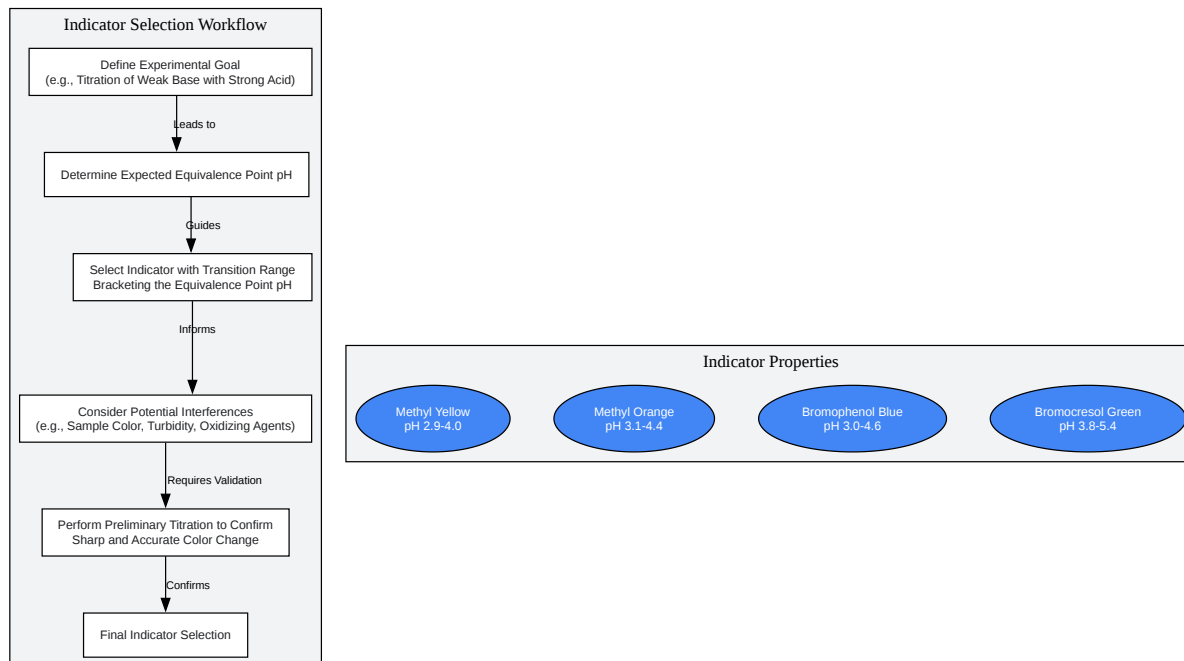 Indicator Selection Workflow
Define Experimental Goal
(e.g., Titration of Weak Base with Strong Acid)
Leads to
Determine Expected Equivalence Point pH
Guides
Select Indicator with Transition Range
Bracketing the Equivalence Point pH
Informs
Consider Potential Interferences
(e.g., Sample Color, Turbidity, Oxidizing Agents)
Requires Validation
Perform Preliminary Titration to Confirm
Sharp and Accurate Color Change
Confirms
Final Indicator Selection
Indicator Properties
Methyl Yellow
pH 2.9-4.0
Methyl Orange
pH 3.1-4.4
Bromophenol Blue
pH 3.0-4.6
Bromocresol Green
pH 3.8-5.4